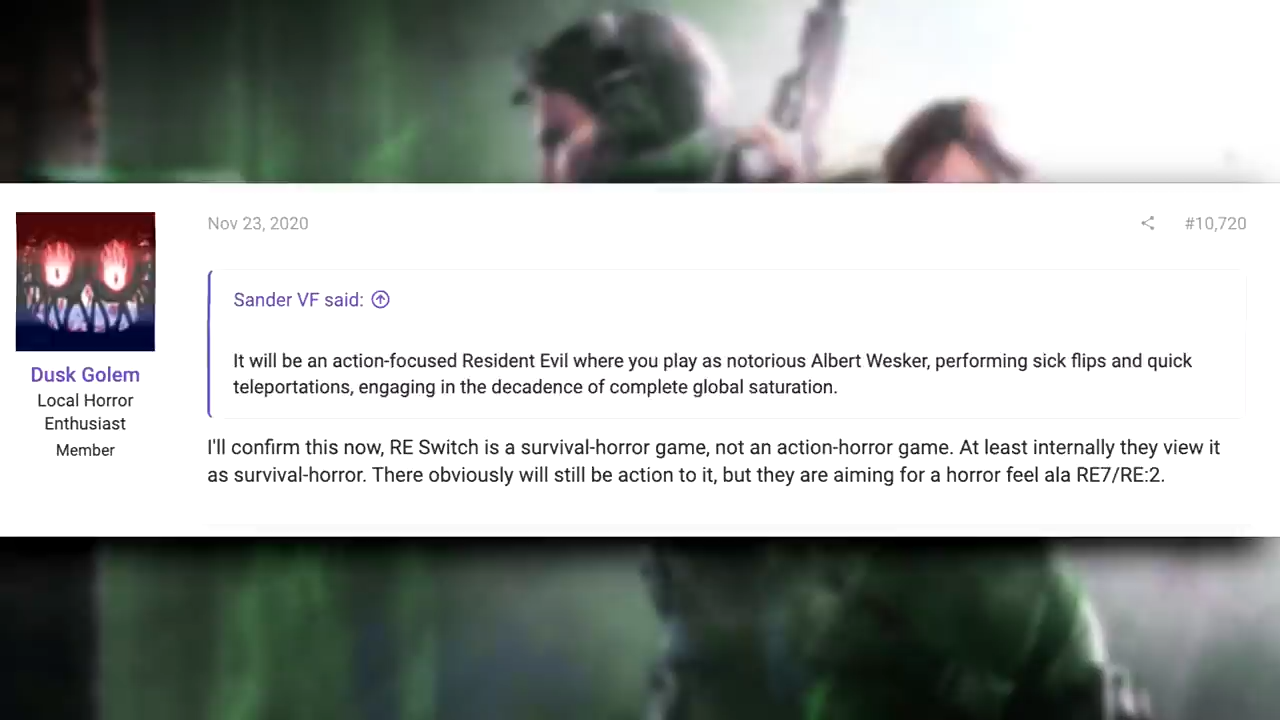 Nov 23, 2020
#10,720
Sander VF said:
It will be an action-focused Resident Evil where you play as notorious Albert Wesker, performing sick flips and quick
teleportations, engaging in the decadence of complete global saturation.
Dusk Golem
Local Horror
Enthusiast
Member
I'll confirm this now, RE Switch is a survival-horror game, not an action-horror game. At least internally they view it
as survival-horror. There obviously will still be action to it, but they are aiming for a horror feel ala RE7/RE:2.